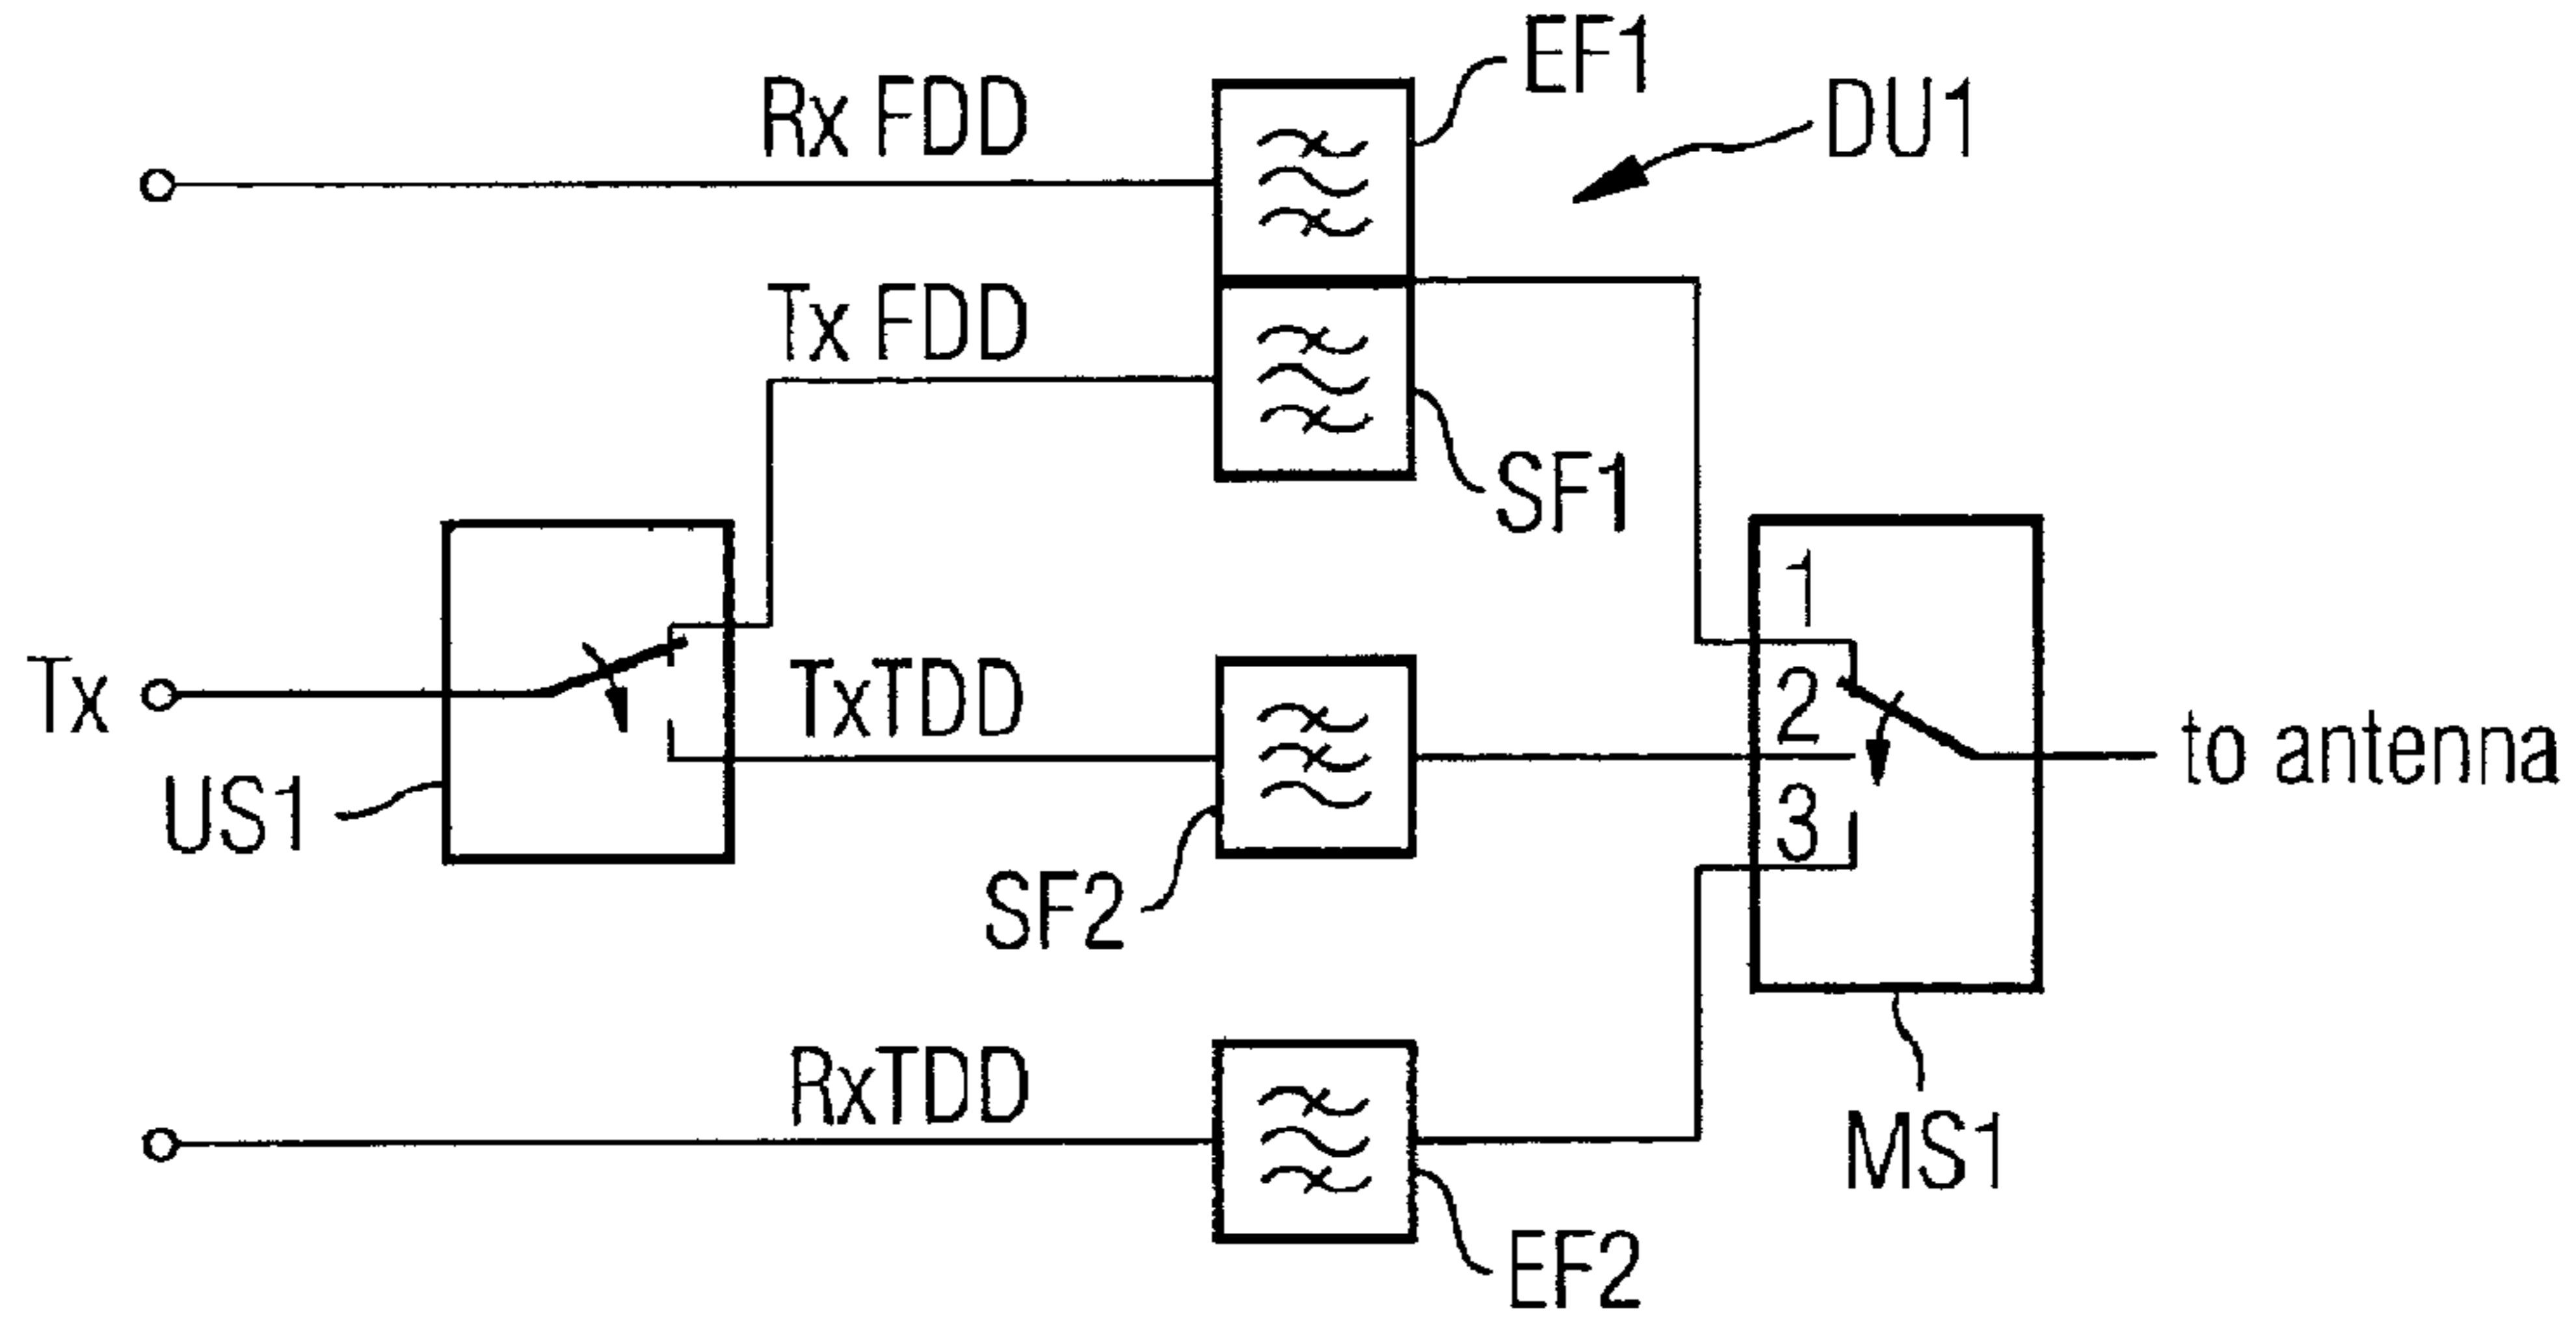 EF1
Rx FDD
DU1
Tx FDD
SF1
1
Tx
TxTDD
2
to antenna
US1
3
SF2
RxTDD
MS1
EF2